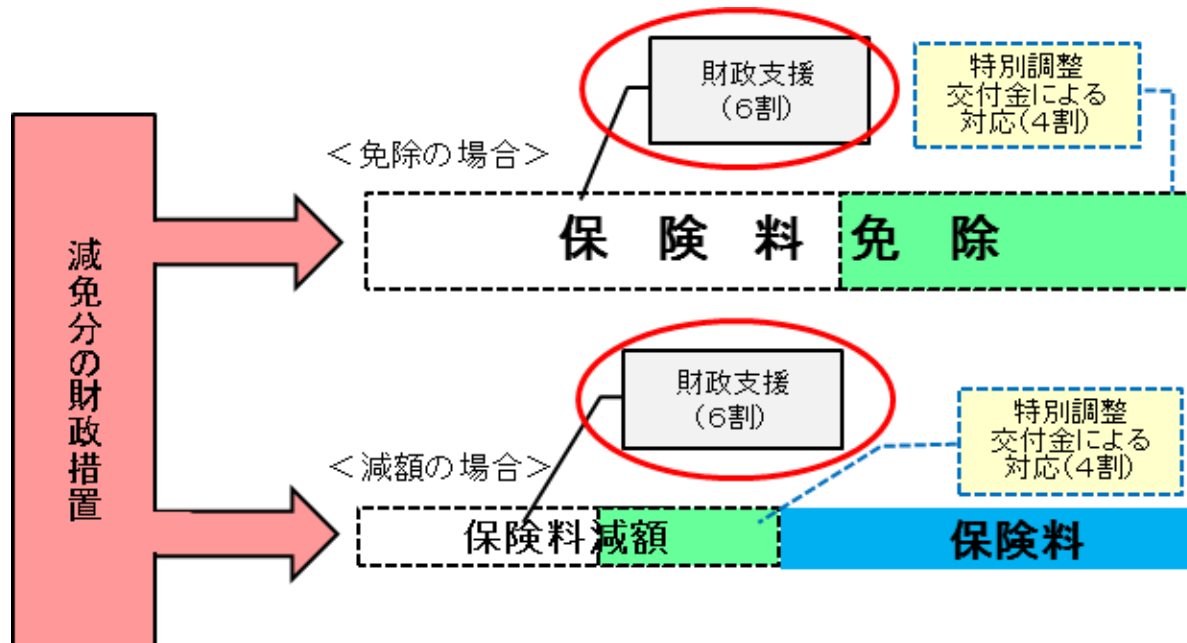 減免分の財政措置
＜免除の場合＞
財政支援
(６割)
特別調整
交付金による
対応(４割)
保　険　料　免　除
＜減額の場合＞
財政支援
(６割)
特別調整
交付金による
対応(４割)
保険料減額
保険料